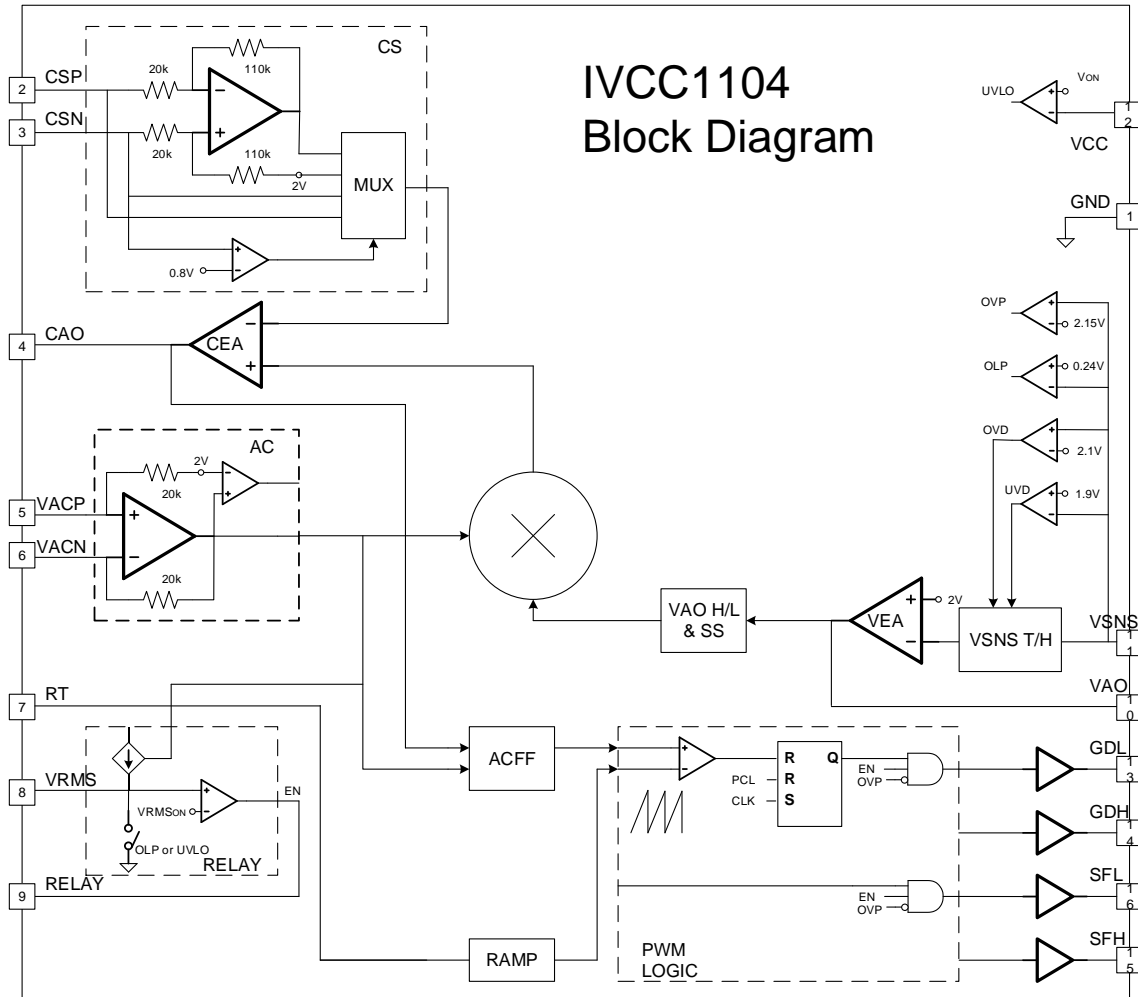 IVCC1104
Block Diagram
CS
2
CSP
20k
110k
3
CSN
20k
110k
2V
MUX
0.8V
+
−
VON
UVLO
1
2
VCC
GND
1
4
CAO
CEA
−
+
OVP
2.15V
OLP
0.24V
OVD
2.1V
UVD
1.9V
AC
2V
20k
5
VACP
+
6
VACN
−
20k
VAO H/L
& SS
VEA
+
−
2V
VSNS T/H
VSNS
1
1
VAO
1
0
7
RT
8
VRMS
VRMSON
EN
OLP or UVLO
RELAY
9
RELAY
ACFF
RAMP
R
R
S
Q
PCL
CLK
EN
OVP
EN
OVP
PWM
LOGIC
GDL
1
3
GDH
1
4
SFL
1
6
SFH
1
5